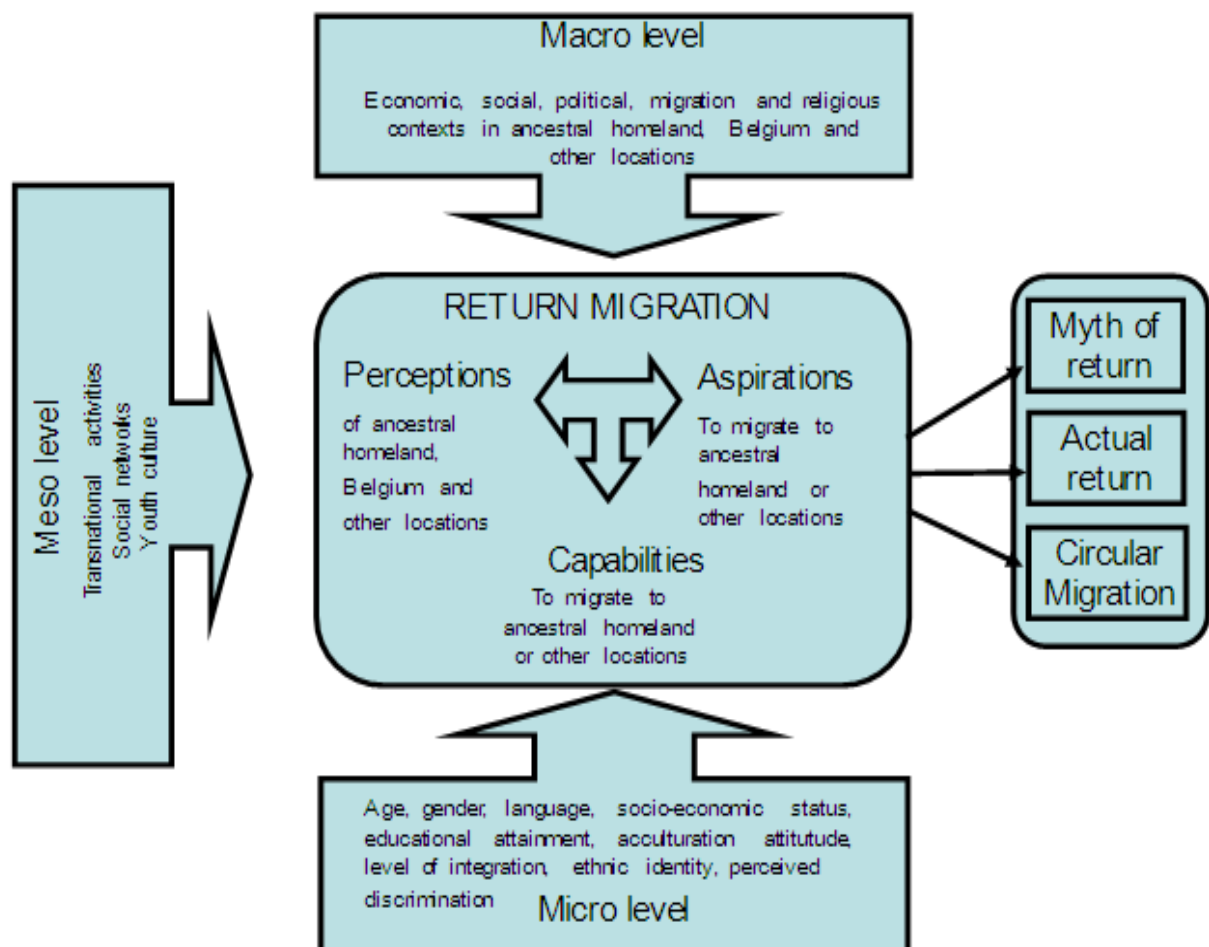 Macro level
Economic, social, political, migration and religious
contexts in ancestral homeland, Belgium and
other locations
Meso level
Transnational activities
Social netwoiks
Youth culture
RETURN MIGRATION
Perceptions
of ancestral
homeland,
Belgium and
other locations
Aspirations
To migrate to
ancestral
homeland or
other locations
Capabilities
To migrate to
ancestral homeland
or other locations
Myth of
return
Actual
return
Circular
Migration
Age, gender, language, socio-economic status,
educational attainment, acculturation attitutude,
level of integration, ethnic identity, perceived
discrimination
Micro level